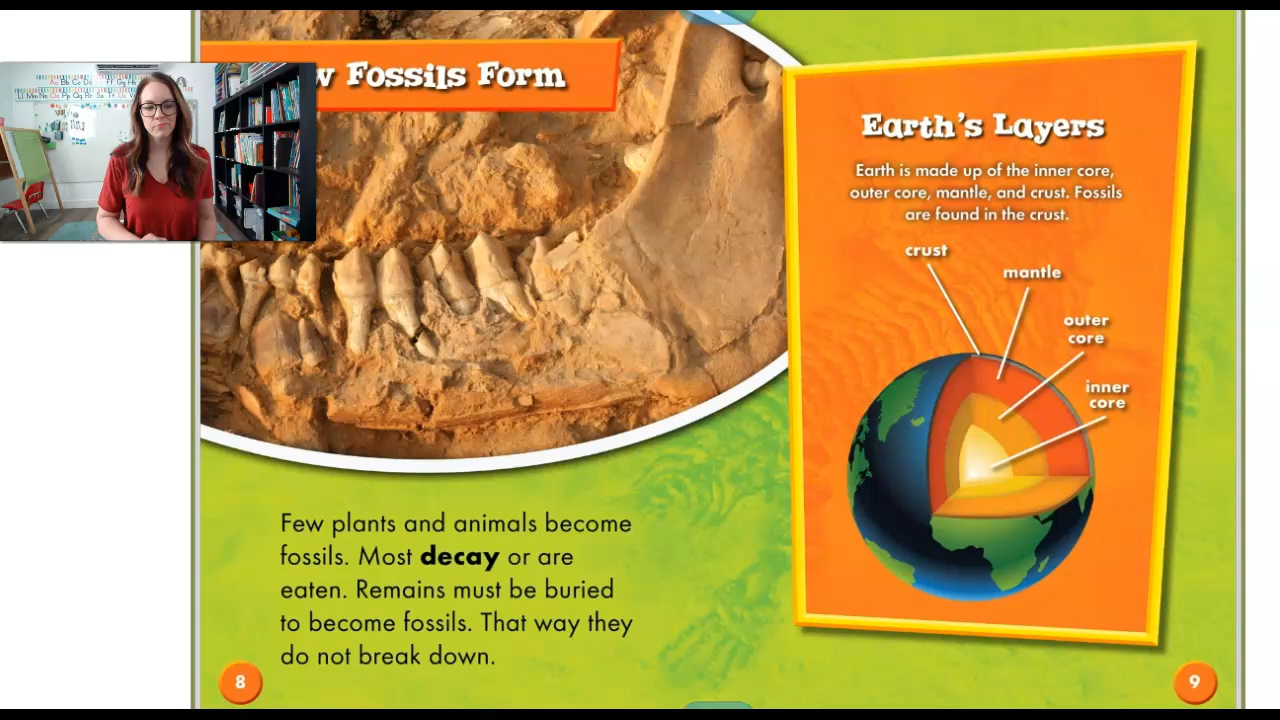 w Fossils Form
Few plants and animals become
fossils. Most decay or are
eaten. Remains must be buried
to become fossils. That way they
do not break down.
8
Earth's Layers
Earth is made up of the inner core,
outer core, mantle, and crust. Fossils
are found in the crust.
crust
mantle
outer
core
inner
core
9